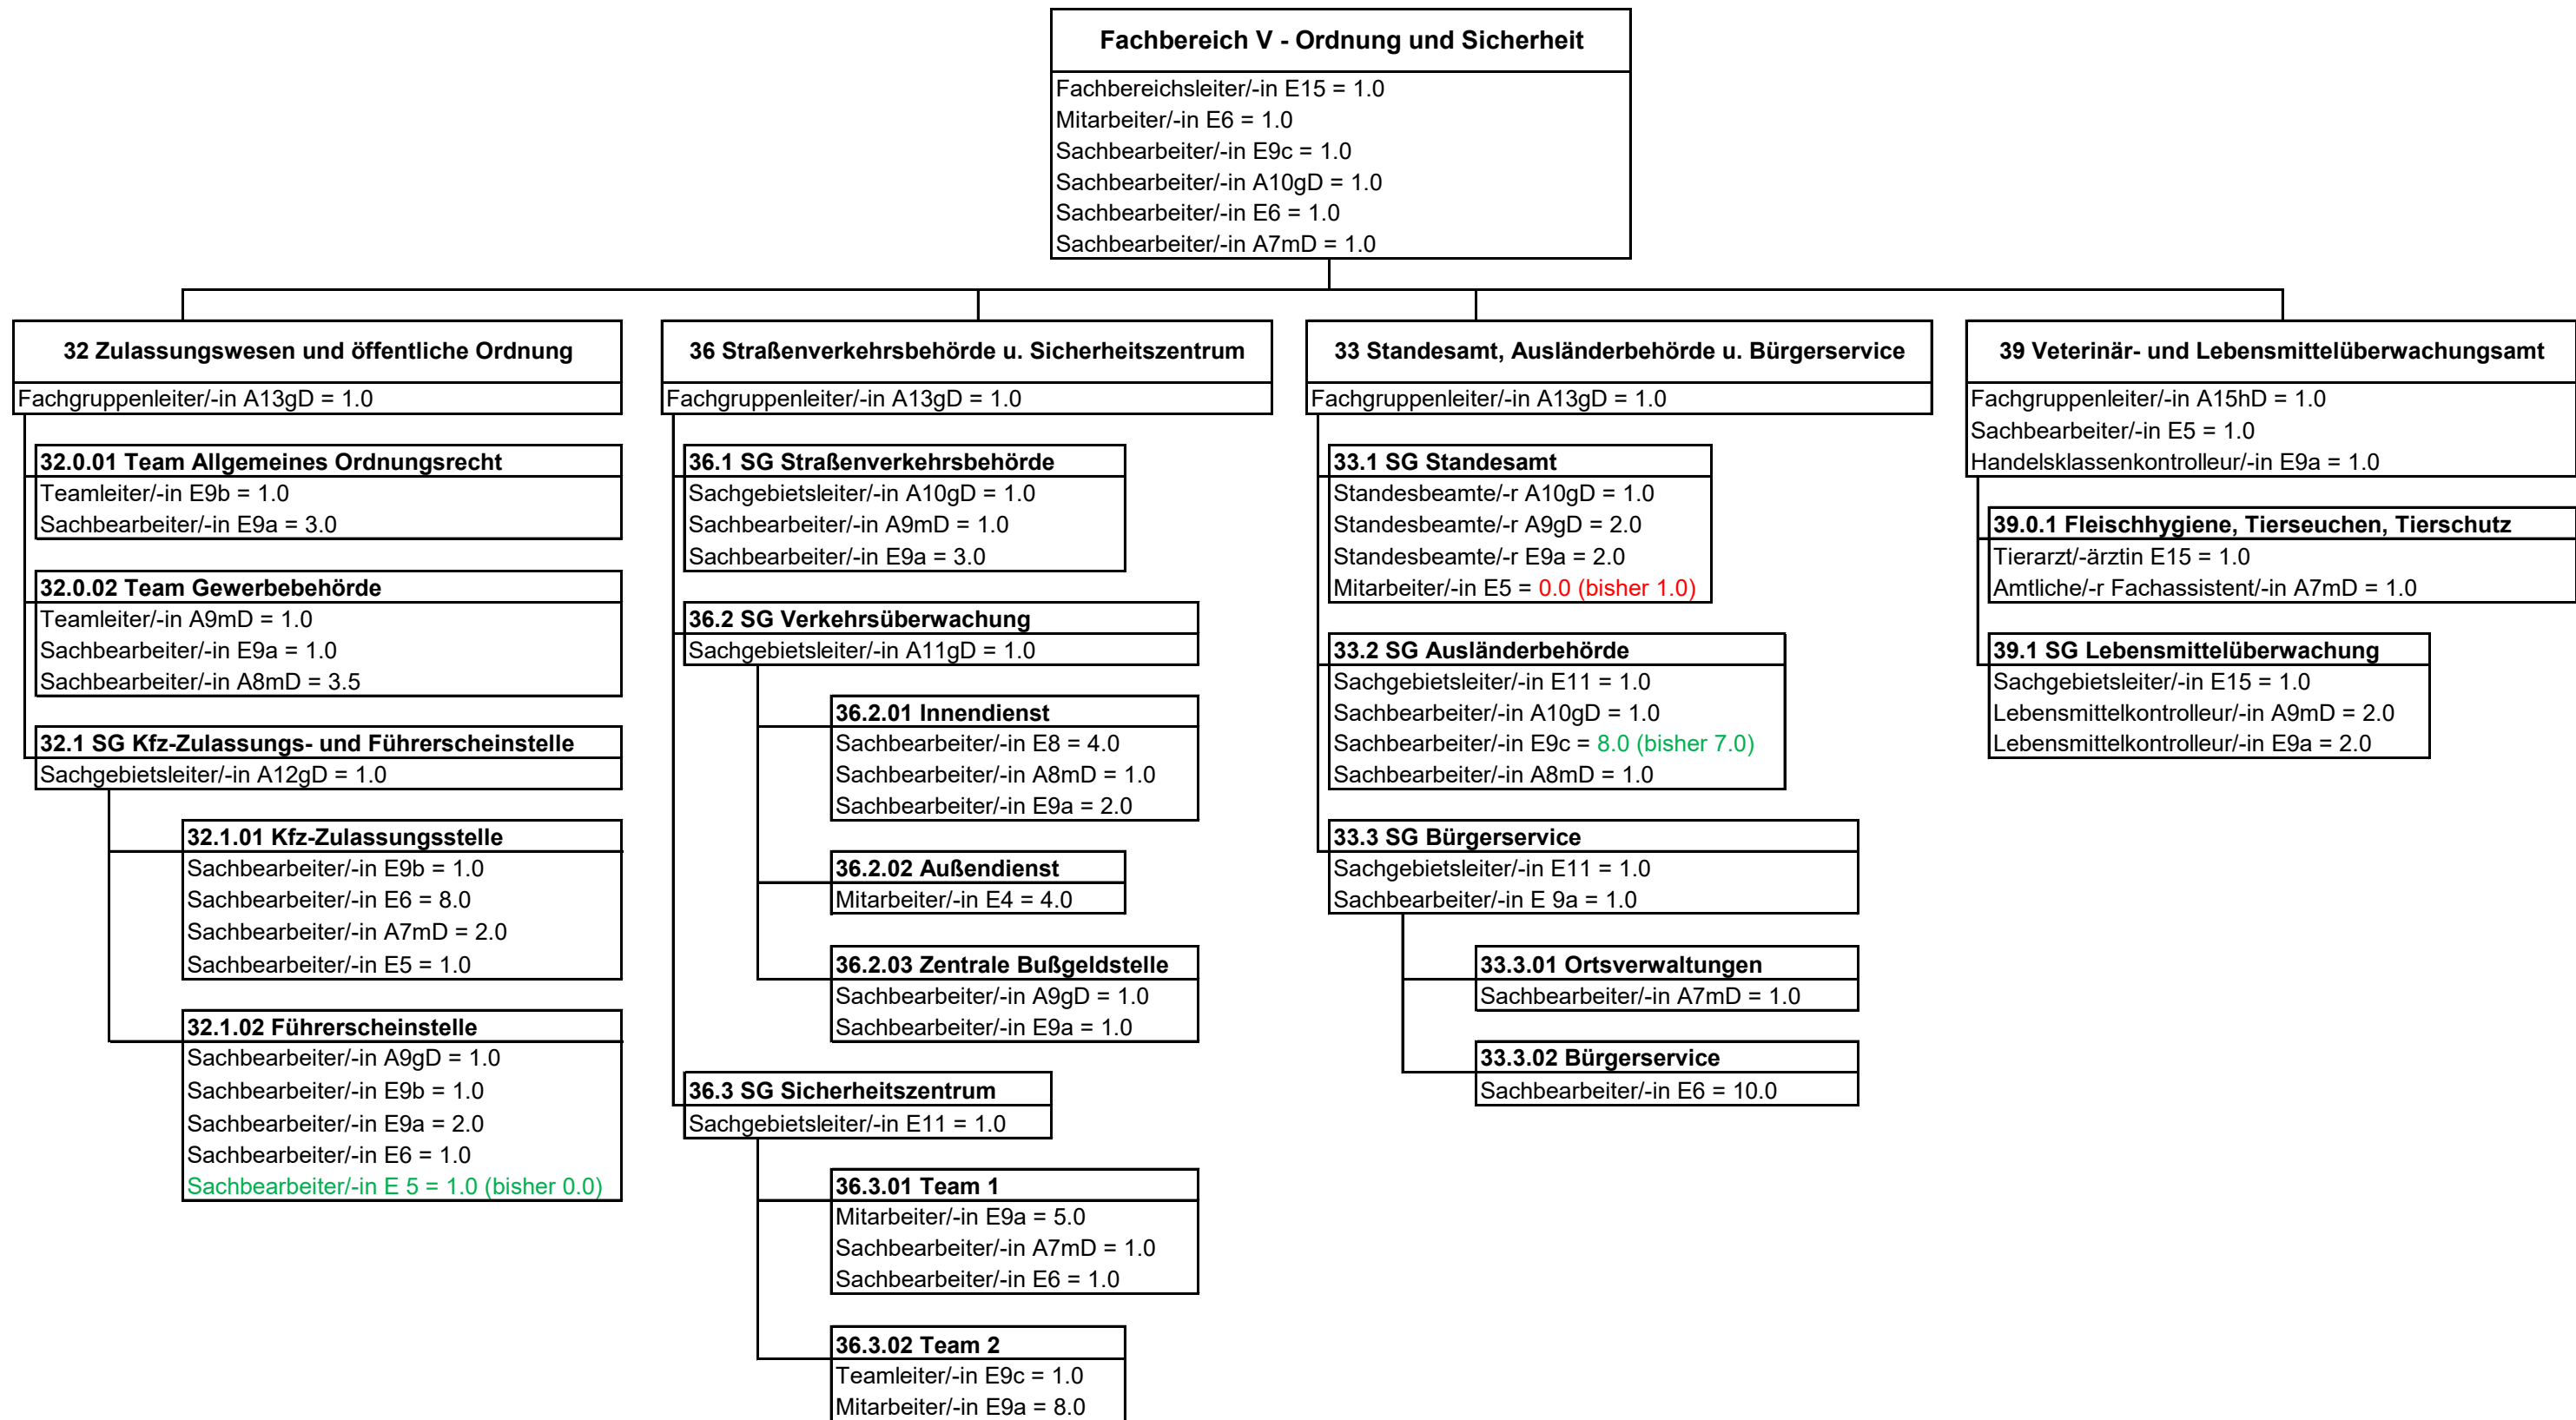 Fachbereich V - Ordnung und Sicherheit
Fachbereichsleiter/-in E15 = 1.0
Mitarbeiter/-in E6 = 1.0
Sachbearbeiter/-in E9c = 1.0
Sachbearbeiter/-in A10gD = 1.0
Sachbearbeiter/-in E6 = 1.0
Sachbearbeiter/-in A7mD = 1.0
32 Zulassungswesen und öffentliche Ordnung
Fachgruppenleiter/-in A13gD = 1.0
32.0.01 Team Allgemeines Ordnungsrecht
Teamleiter/-in E9b = 1.0
Sachbearbeiter/-in E9a = 3.0
32.0.02 Team Gewerbebehörde
Teamleiter/-in A9mD = 1.0
Sachbearbeiter/-in E9a = 1.0
Sachbearbeiter/-in A8mD = 3.5
32.1 SG Kfz-Zulassungs- und Führerscheinstelle
Sachgebietsleiter/-in A12gD = 1.0
32.1.01 Kfz-Zulassungsstelle
Sachbearbeiter/-in E9b = 1.0
Sachbearbeiter/-in E6 = 8.0
Sachbearbeiter/-in A7mD = 2.0
Sachbearbeiter/-in E5 = 1.0
32.1.02 Führerscheinstelle
Sachbearbeiter/-in A9gD = 1.0
Sachbearbeiter/-in E9b = 1.0
Sachbearbeiter/-in E9a = 2.0
Sachbearbeiter/-in E6 = 1.0
Sachbearbeiter/-in E 5 = 1.0 (bisher 0.0)
36 Straßenverkehrsbehörde u. Sicherheitszentrum
Fachgruppenleiter/-in A13gD = 1.0
36.1 SG Straßenverkehrsbehörde
Sachgebietsleiter/-in A10gD = 1.0
Sachbearbeiter/-in A9mD = 1.0
Sachbearbeiter/-in E9a = 3.0
36.2 SG Verkehrsüberwachung
Sachgebietsleiter/-in A11gD = 1.0
36.2.01 Innendienst
Sachbearbeiter/-in E8 = 4.0
Sachbearbeiter/-in A8mD = 1.0
Sachbearbeiter/-in E9a = 2.0
36.2.02 Außendienst
Mitarbeiter/-in E4 = 4.0
36.2.03 Zentrale Bußgeldstelle
Sachbearbeiter/-in A9gD = 1.0
Sachbearbeiter/-in E9a = 1.0
36.3 SG Sicherheitszentrum
Sachgebietsleiter/-in E11 = 1.0
36.3.01 Team 1
Mitarbeiter/-in E9a = 5.0
Sachbearbeiter/-in A7mD = 1.0
Sachbearbeiter/-in E6 = 1.0
36.3.02 Team 2
Teamleiter/-in E9c = 1.0
Mitarbeiter/-in E9a = 8.0
33 Standesamt, Ausländerbehörde u. Bürgerservice
Fachgruppenleiter/-in A13gD = 1.0
33.1 SG Standesamt
Standesbeamte/-r A10gD = 1.0
Standesbeamte/-r A9gD = 2.0
Standesbeamte/-r E9a = 2.0
Mitarbeiter/-in E5 = 0.0 (bisher 1.0)
33.2 SG Ausländerbehörde
Sachgebietsleiter/-in E11 = 1.0
Sachbearbeiter/-in A10gD = 1.0
Sachbearbeiter/-in E9c = 8.0 (bisher 7.0)
Sachbearbeiter/-in A8mD = 1.0
33.3 SG Bürgerservice
Sachgebietsleiter/-in E11 = 1.0
Sachbearbeiter/-in E 9a = 1.0
33.3.01 Ortsverwaltungen
Sachbearbeiter/-in A7mD = 1.0
33.3.02 Bürgerservice
Sachbearbeiter/-in E6 = 10.0
39 Veterinär- und Lebensmittelüberwachungsamt
Fachgruppenleiter/-in A15hD = 1.0
Sachbearbeiter/-in E5 = 1.0
Handelsklassenkontrolleur/-in E9a = 1.0
39.0.1 Fleischhygiene, Tierseuchen, Tierschutz
Tierarzt/-ärztin E15 = 1.0
Amtliche/-r Fachassistent/-in A7mD = 1.0
39.1 SG Lebensmittelüberwachung
Sachgebietsleiter/-in E15 = 1.0
Lebensmittelkontrolleur/-in A9mD = 2.0
Lebensmittelkontrolleur/-in E9a = 2.0